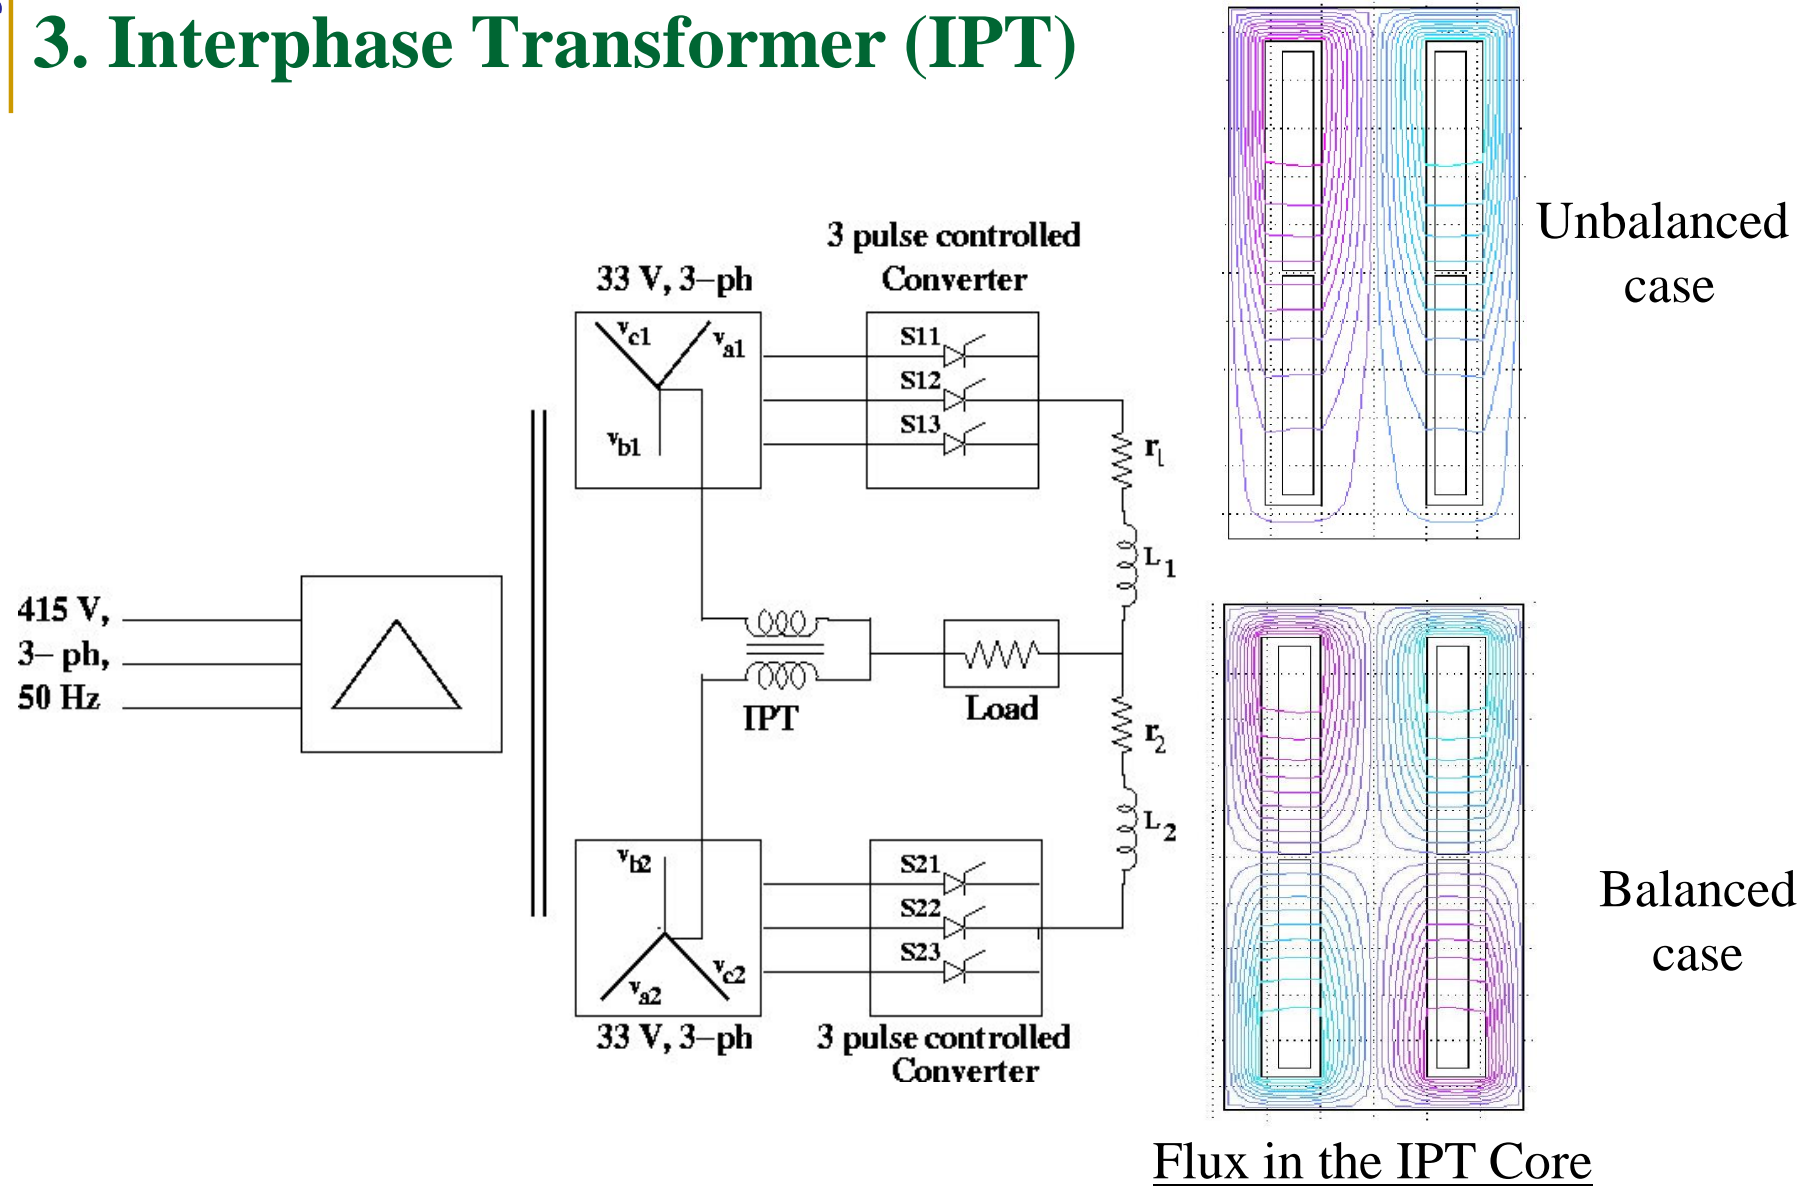 3. Interphase Transformer (IPT)
Unbalanced
case
3 pulse controlled
Converter
33 V, 3-ph
vc1
va1
vb1
S11
S12
S13
r1
L1
415 V,
3- ph,
50 Hz
IPT
Load
r2
L2
vb2
va2
vc2
S21
S22
S23
33 V, 3-ph
3 pulse controlled
Converter
Balanced
case
Flux in the IPT Core